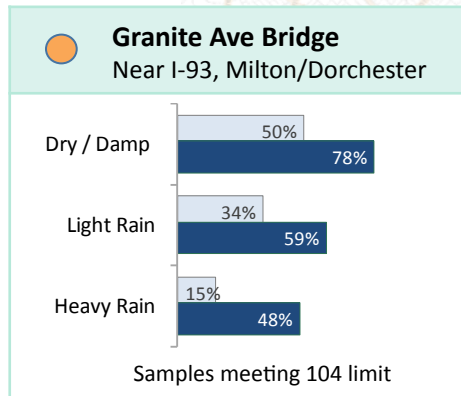 Granite Ave Bridge
Near I-93, Milton/Dorchester
Dry / Damp
50%
78%
Light Rain
34%
59%
Heavy Rain
15%
48%
Samples meeting 104 limit